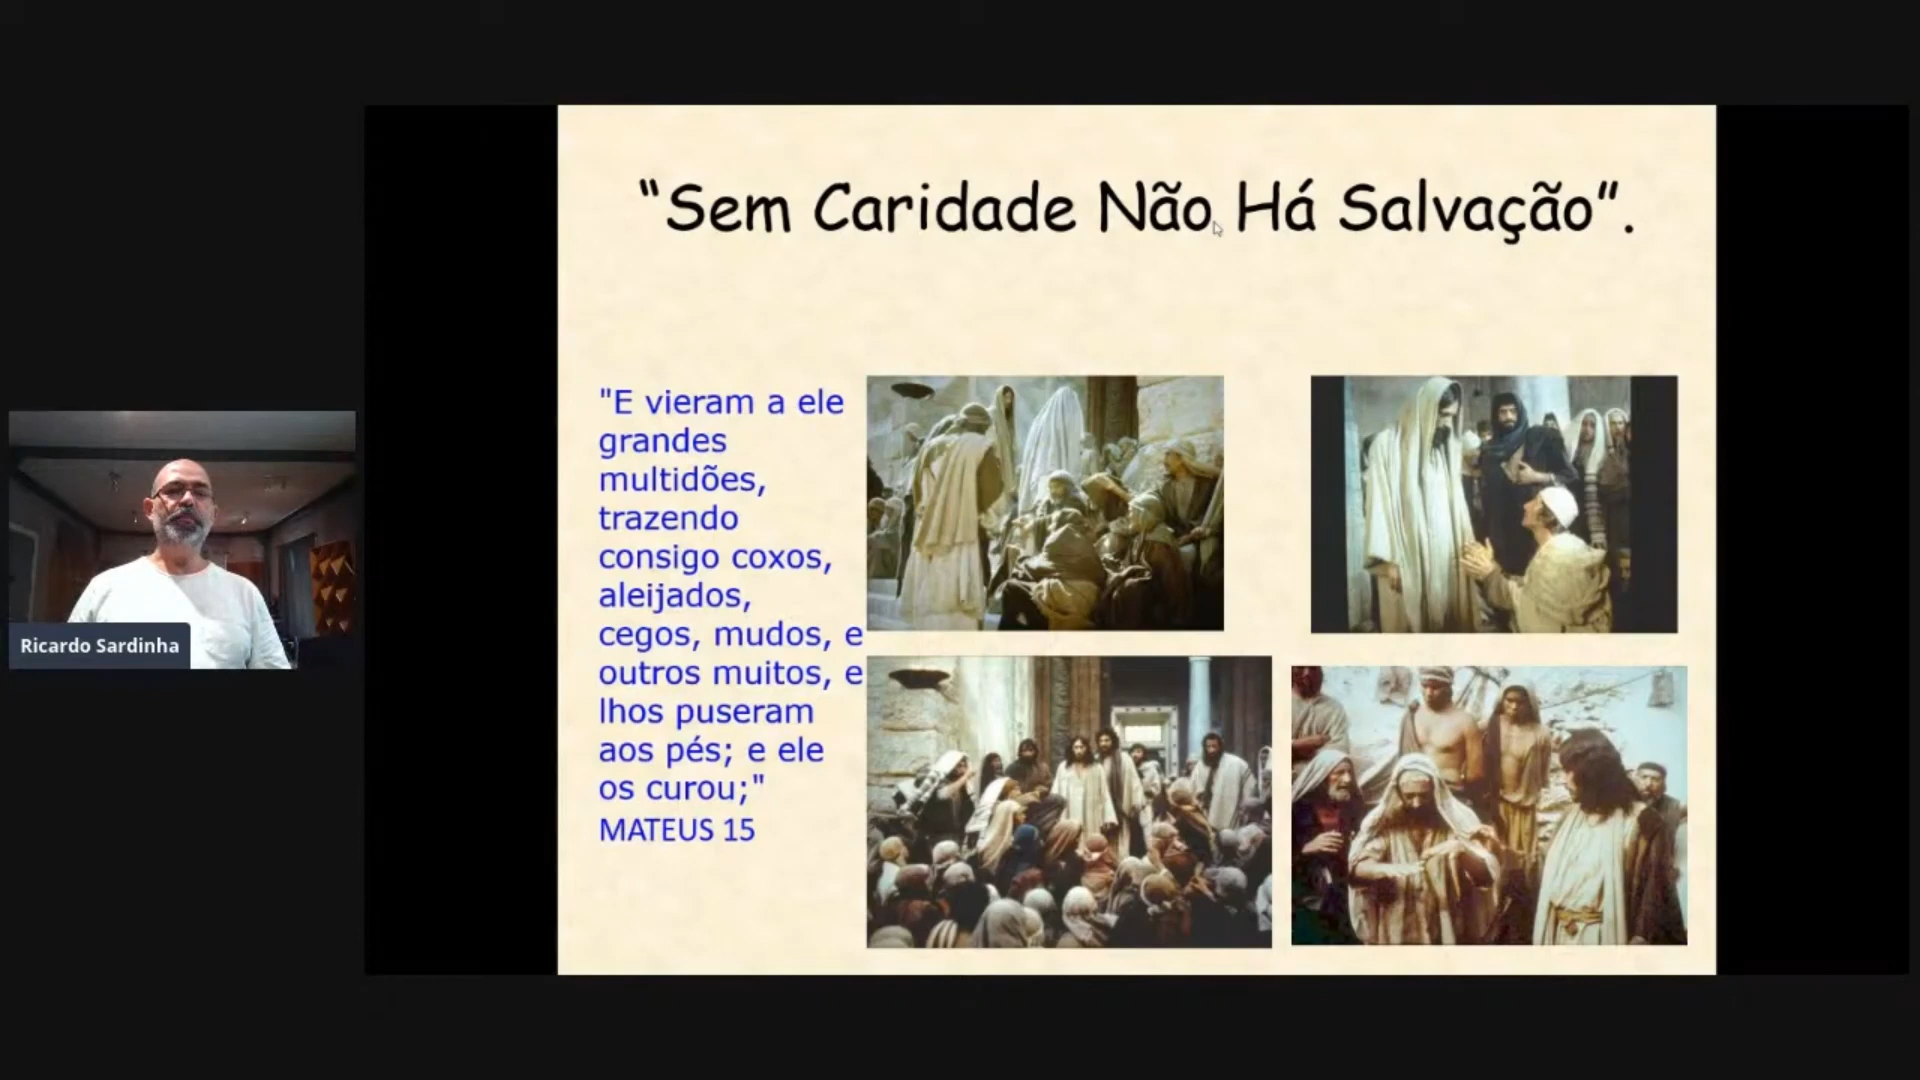 “Sem Caridade Não Há Salvação”.
"E vieram a ele
grandes
multidões,
trazendo
consigo coxos,
aleijados,
cegos, mudos, e
outros muitos, e
lhos puseram
aos pés; e ele
os curou;"
MATEUS 15
Ricardo Sardinha